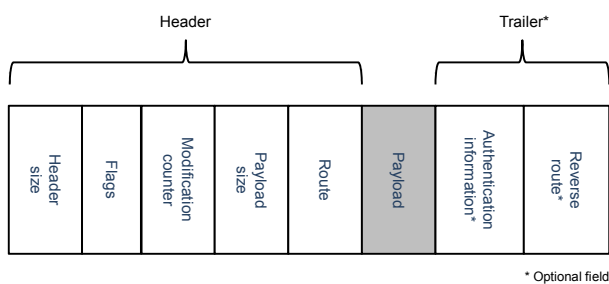 Header
Trailer*
Header
size
Flags
Modification
counter
Payload
size
Route
Payload
Authentication
information*
Reverse
route*
* Optional field